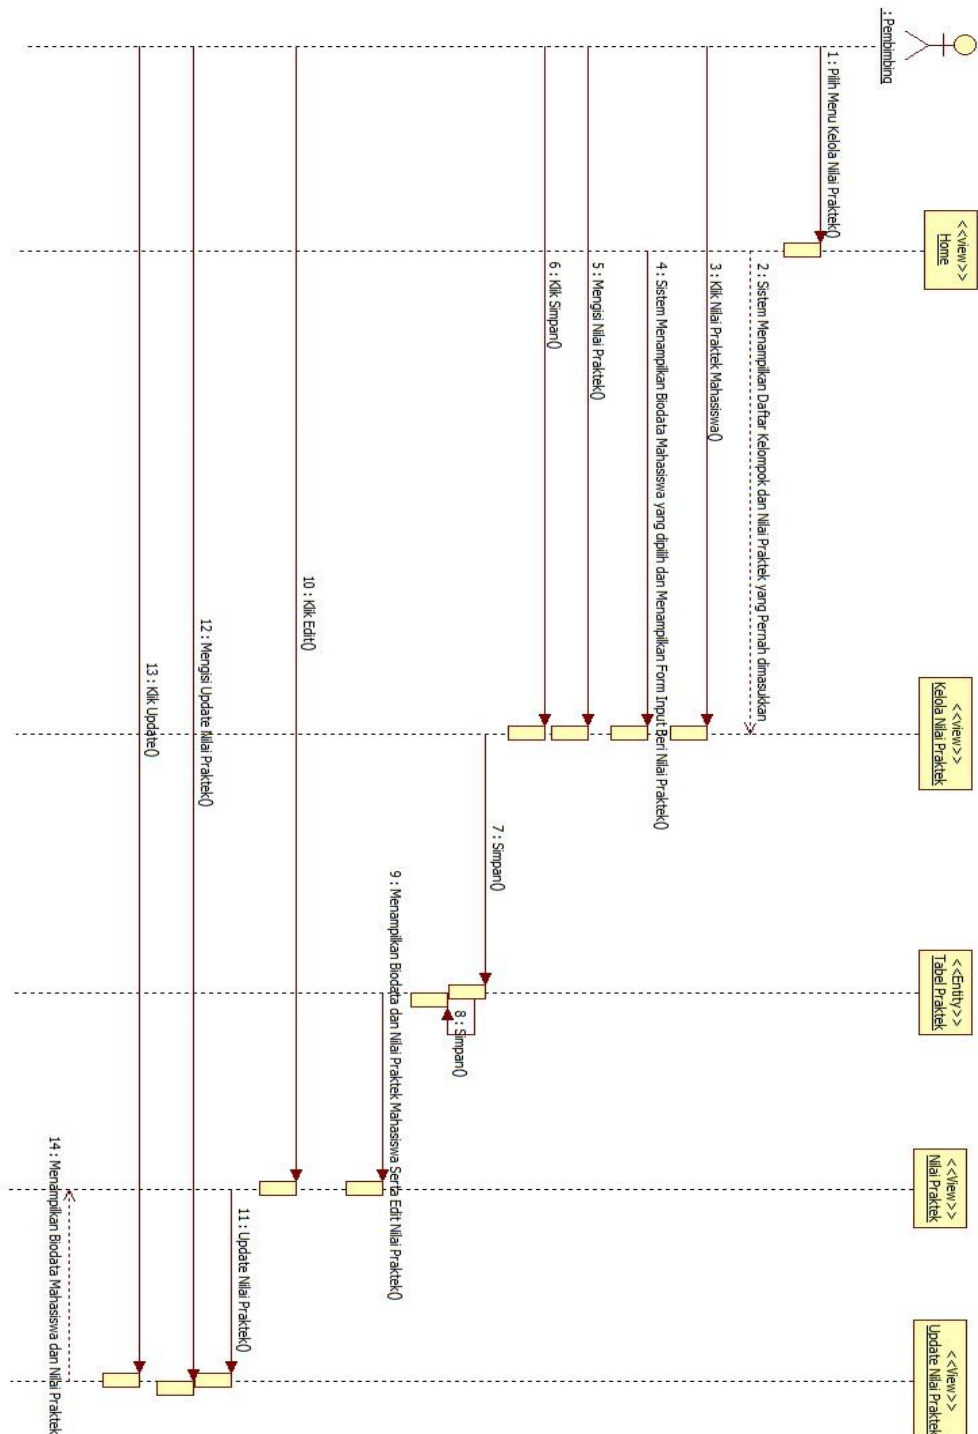 : Pembimbing
<<view>>
Home
<<view>>
Kelola Nilai Praktek
<<Entity>>
Tabel Praktek
<<View>>
Nilai Praktek
<<View>>
Update Nilai Praktek
1 : Pilih Menu Kelola Nilai Praktek()
2 : Sistem Menampilkan Daftar Kelompok dan Nilai Praktek yang Pernah dimasukkan
3 : Klik Nilai Praktek Mahasiswa()
4 : Sistem Menampilkan Biodata Mahasiswa yang dipilih dan Menampilkan Form Input Beri Nilai Praktek()
5 : Mengisi Nilai Praktek()
6 : Klik Simpan()
7 : Simpan()
8 : Simpan()
9 : Menampilkan Biodata dan Nilai Praktek Mahasiswa Serta Edit Nilai Praktek()
10 : Klik Edit()
11 : Update Nilai Praktek()
12 : Mengisi Update Nilai Praktek()
13 : Klik Update()
14 : Menampilkan Biodata Mahasiswa dan Nilai Praktek